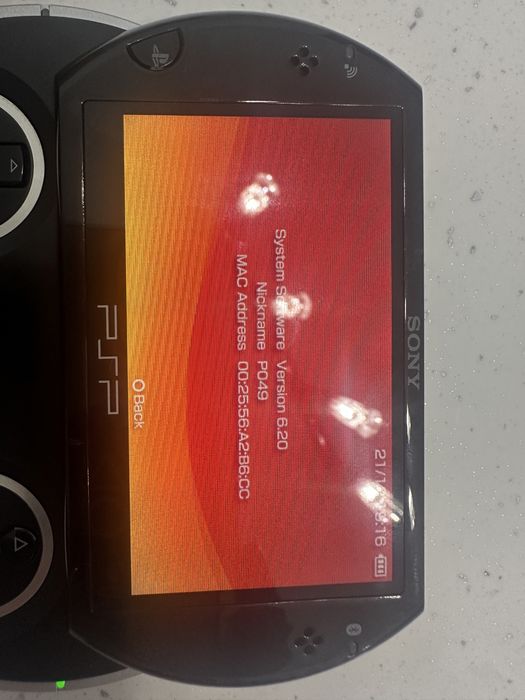 SONY
System Software Version 6.20
Nickname P049
MAC Address 00:25:56:A2:B6:CC
Back
PSP